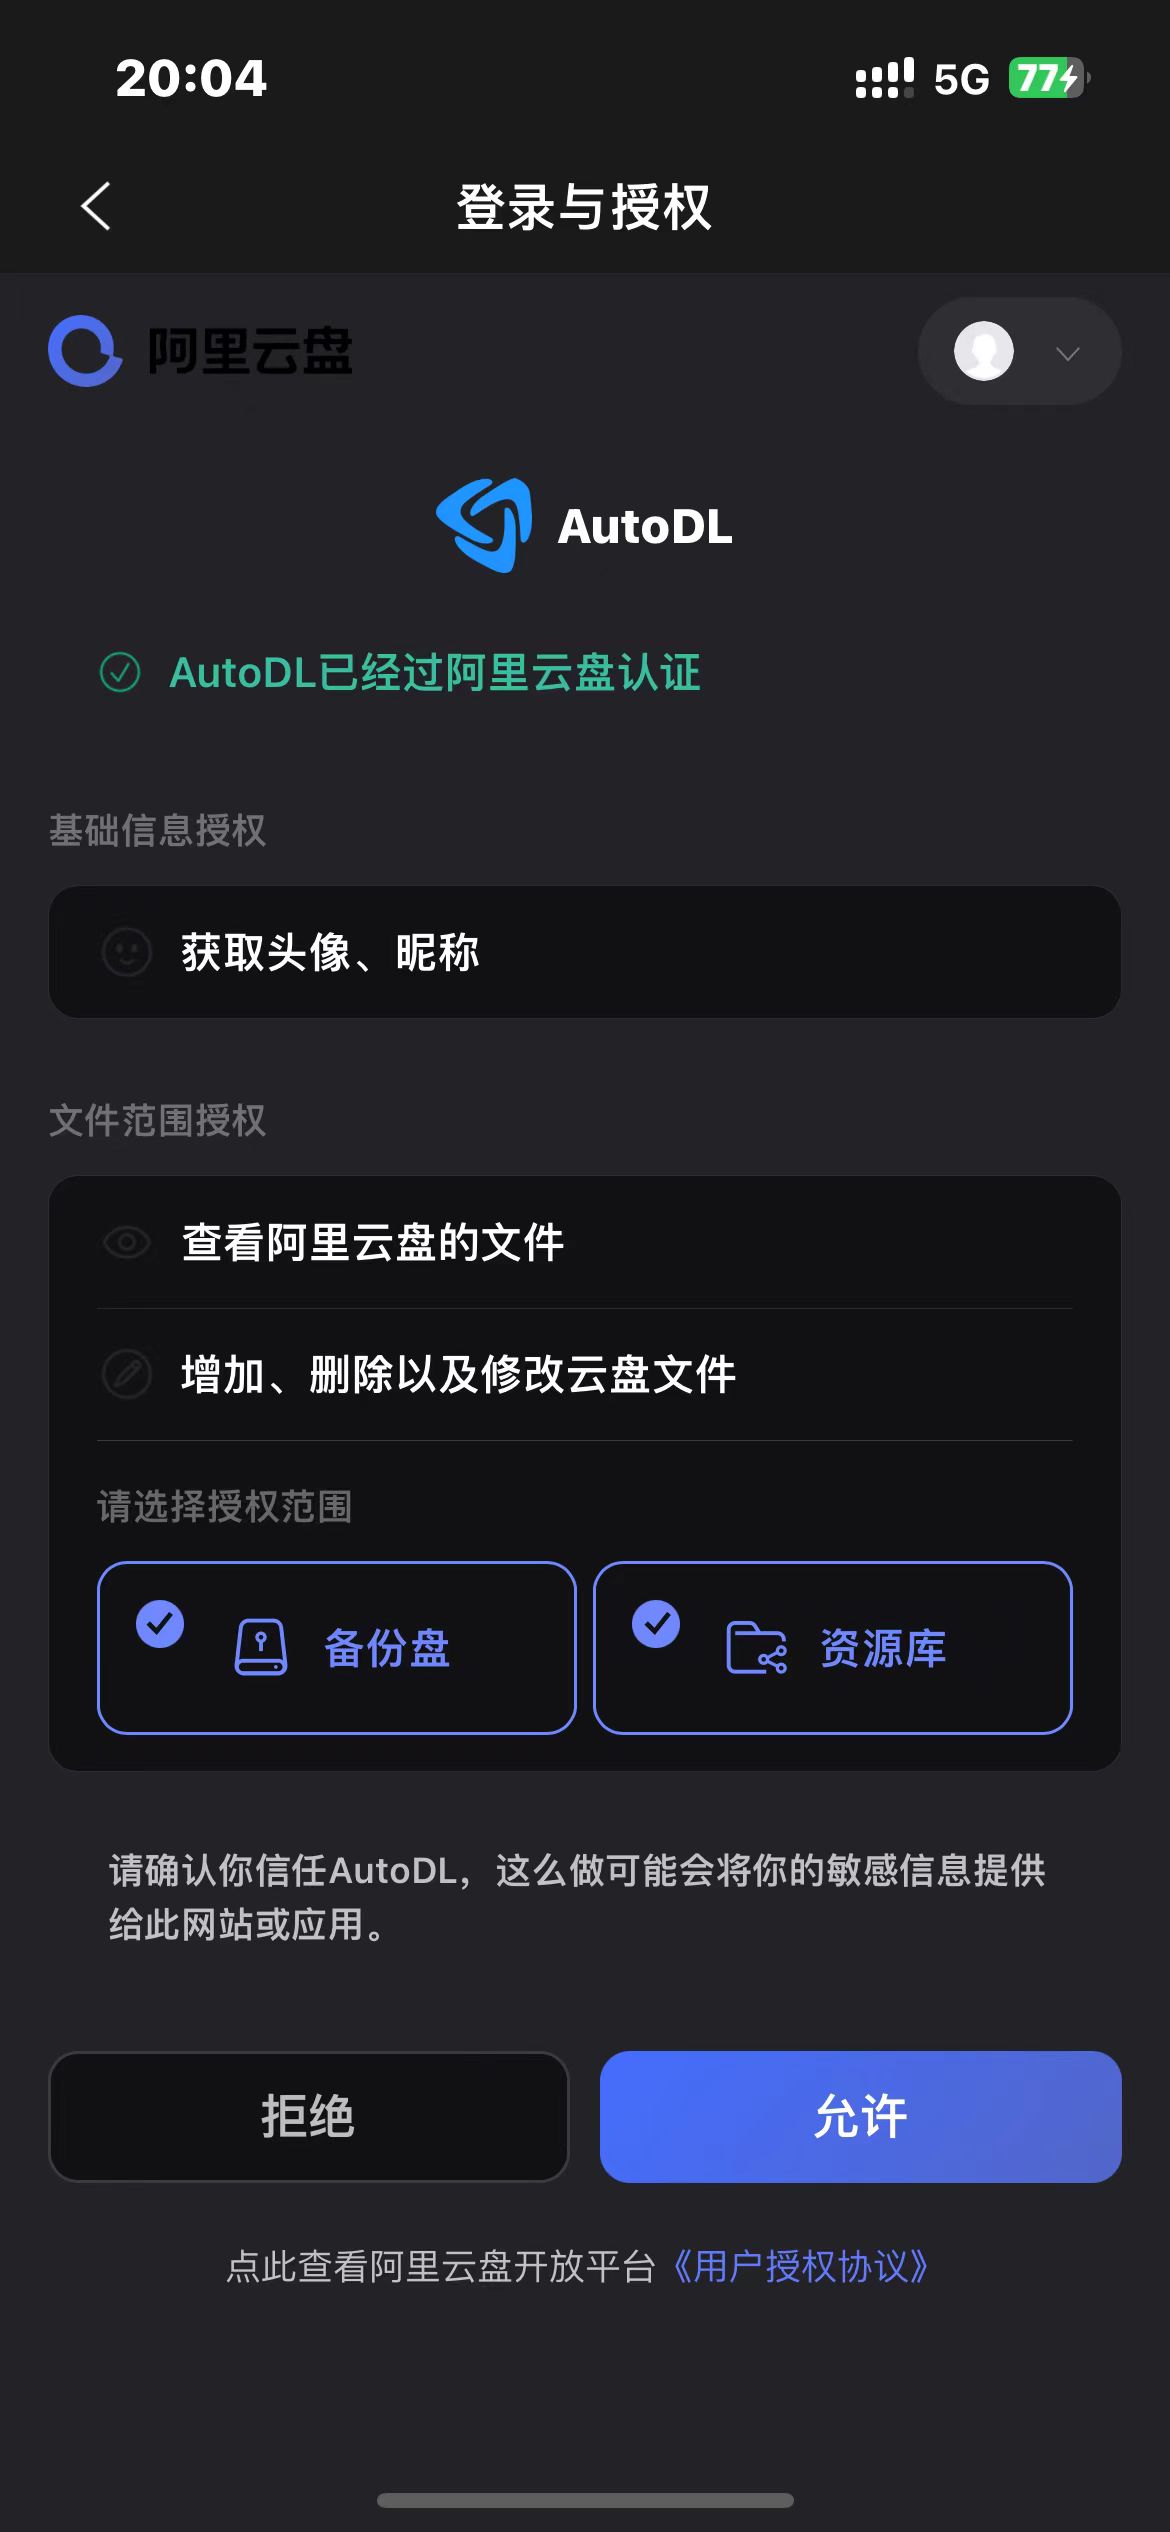 20:04
5G 77
登录与授权
阿里云盘
AutoDL
AutoDL已经过阿里云盘认证
基础信息授权
获取头像、昵称
文件范围授权
查看阿里云盘的文件
增加、删除以及修改云盘文件
请选择授权范围
备份盘 资源库
请确认你信任AutoDL，这么做可能会将你的敏感信息提供
给此网站或应用。
拒绝 允许
点此查看阿里云盘开放平台《用户授权协议》